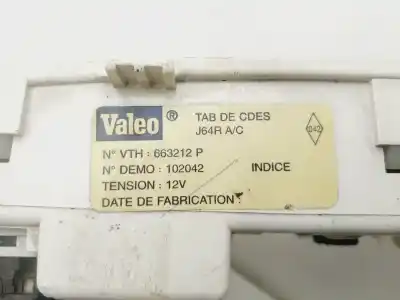 Valeo ® TAB DE CDES
J64R A/C
N° VTH : 663212 P
N° DEMO : 102042 INDICE
TENSION : 12V
DATE DE FABRICATION :